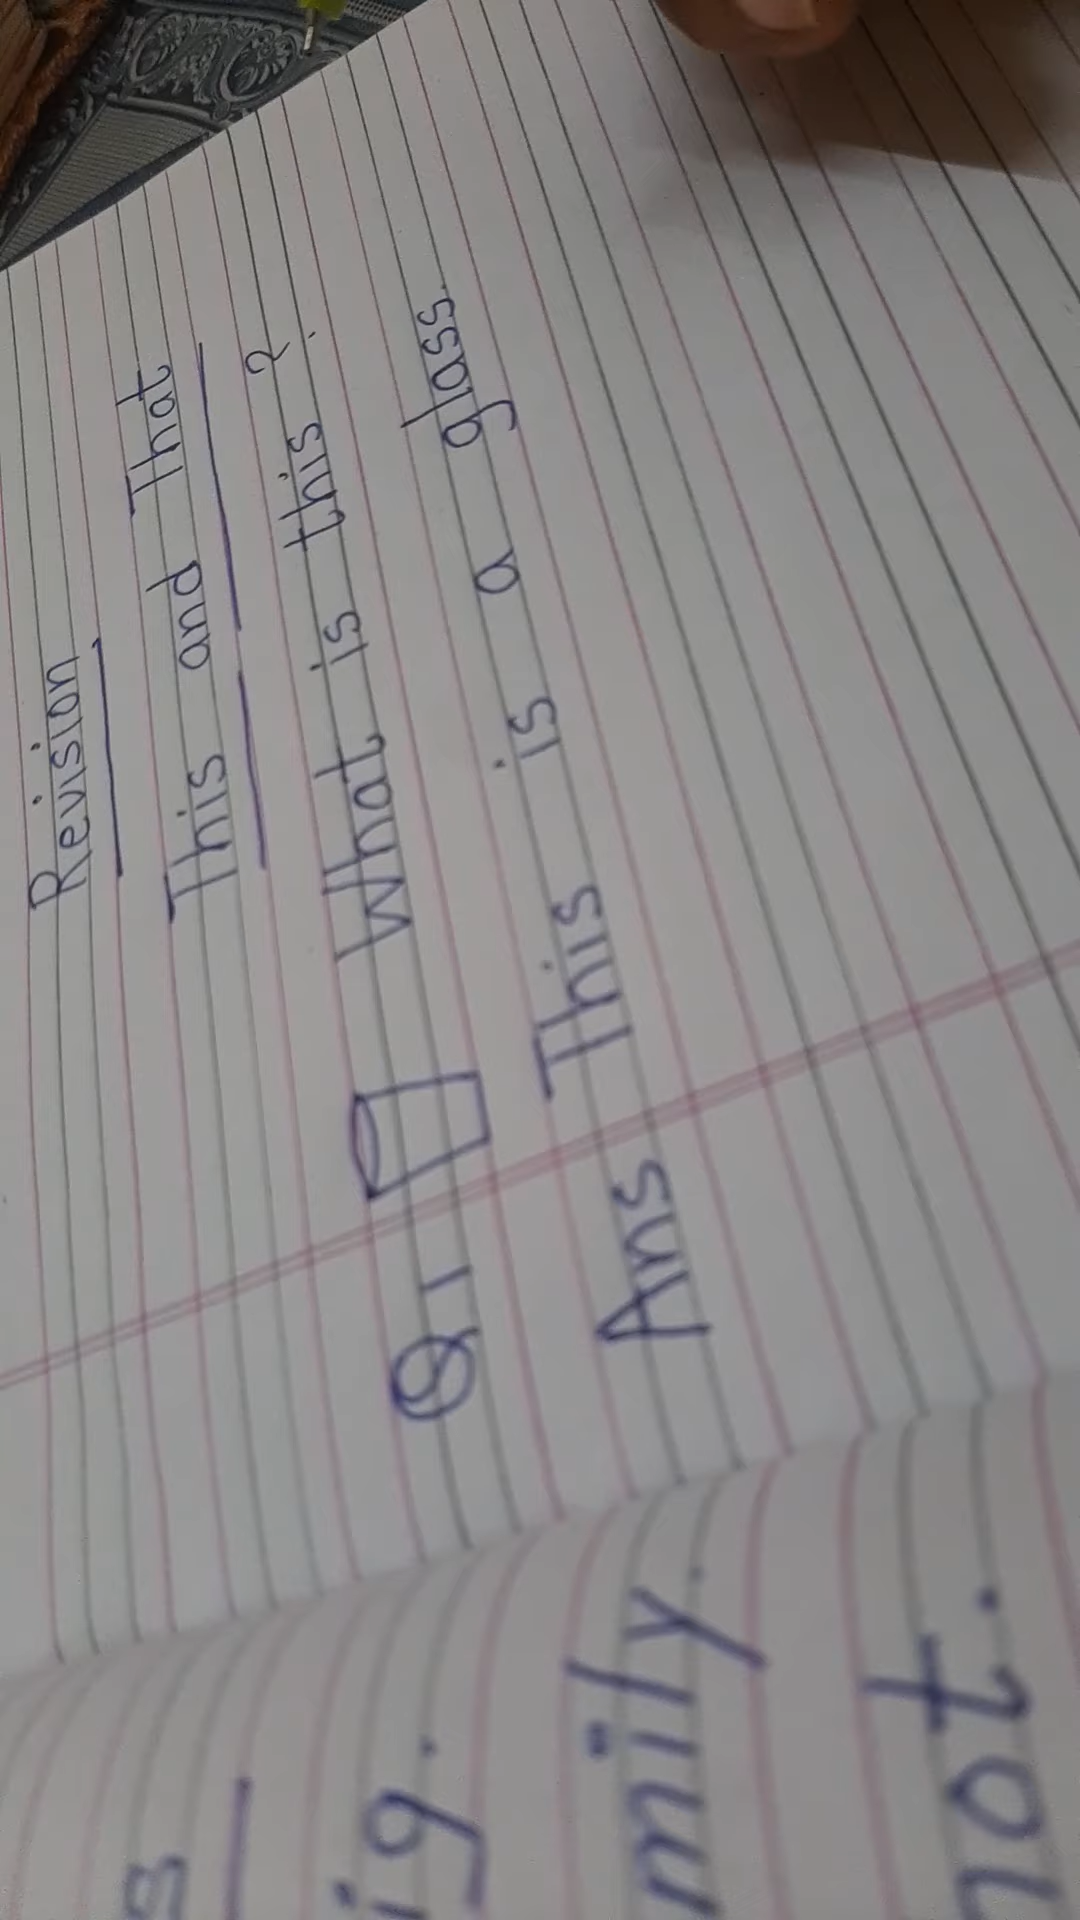 Revision
This and That
Q1 What is this ?
Ans This is a glass.